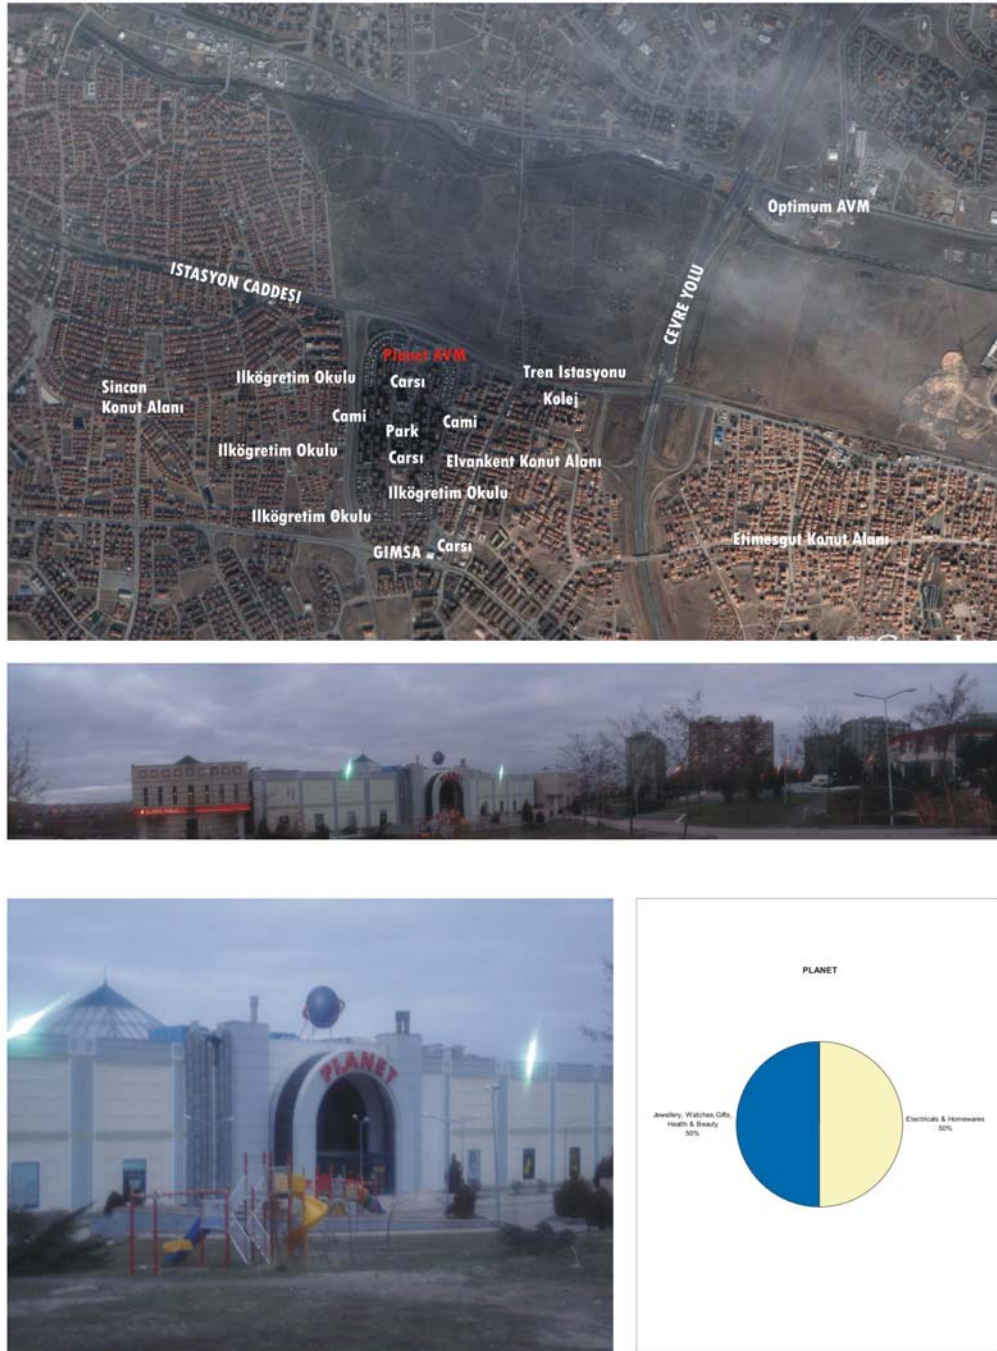 Optimum AVM
ISTASYON CADDESI
CEVRE YOLU
Planet AVM
Tren Istasyonu
Ilkögretim Okulu
Carsı
Sincan
Konut Alanı
Kolej
Cami
Cami
Park
Ilkögretim Okulu
Carsı
Elvankent Konut Alanı
Ilkögretim Okulu
Ilkögretim Okulu
Etimesgut Konut Alanı
GIMSA
Carsı
PLANET
PLANET
Jewellery, Watches,Gifts,
Health & Beauty
50%
Electricals & Homewares
50%